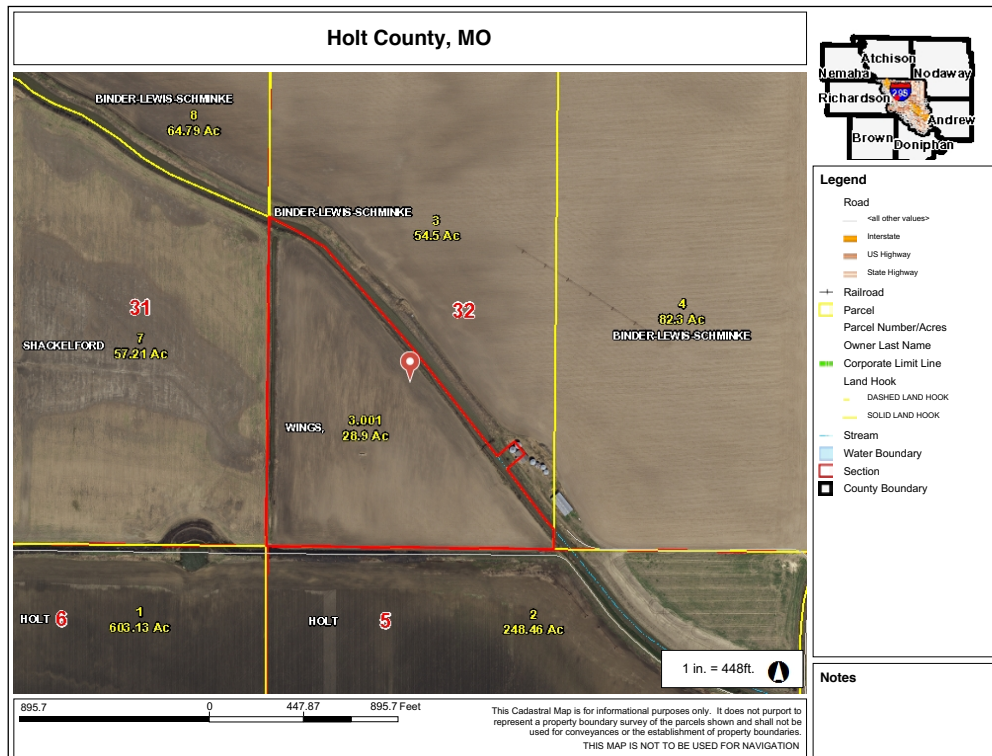 Holt County, MO
BINDER-LEWIS-SCHMINKE
8
64.79 Ac
BINDER-LEWIS-SCHMINKE
3
54.5 Ac
31
32
4
82.3 Ac
BINDER-LEWIS-SCHMINKE
SHACKELFORD
7
57.21 Ac
WINGS,
3.001
28.9 Ac
HOLT
6
1
603.13 Ac
HOLT
5
2
248.46 Ac
1 in. = 448ft.
Atchison
Nemaha
Nodaway
Richardson
295
Andrew
Brown
Doniphan
Legend
Road
<all other values>
Interstate
US Highway
State Highway
Railroad
Parcel
Parcel Number/Acres
Owner Last Name
Corporate Limit Line
Land Hook
DASHED LAND HOOK
SOLID LAND HOOK
Stream
Water Boundary
Section
County Boundary
Notes
895.7 0 447.87 895.7 Feet
This Cadastral Map is for informational purposes only. It does not purport to
represent a property boundary survey of the parcels shown and shall not be
used for conveyances or the establishment of property boundaries.
THIS MAP IS NOT TO BE USED FOR NAVIGATION